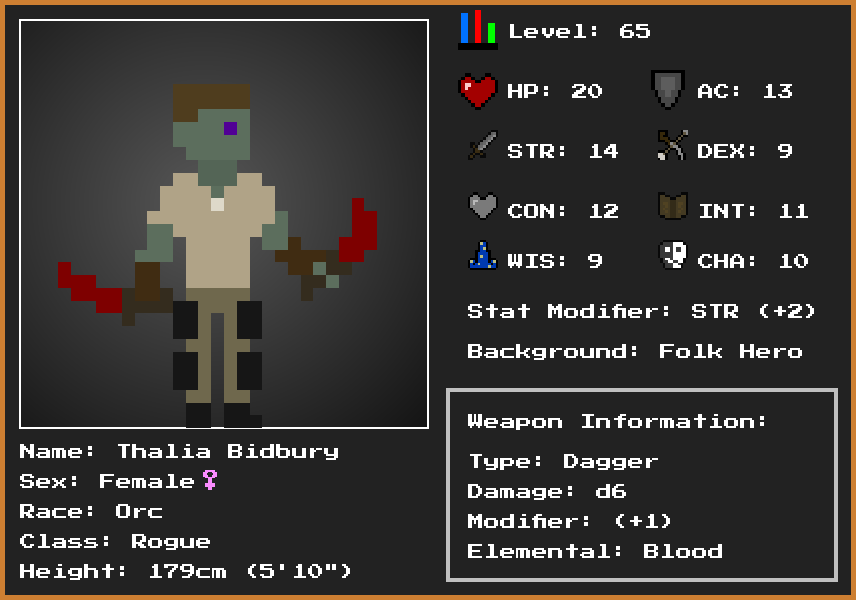 Level: 65
HP: 20
AC: 13
STR: 14
DEX: 9
CON: 12
INT: 11
WIS: 9
CHA: 10
Stat Modifier: STR (+2)
Background: Folk Hero
Weapon Information:
Type: Dagger
Damage: d6
Modifier: (+1)
Elemental: Blood
Name: Thalia Bidbury
Sex: Female♀
Race: Orc
Class: Rogue
Height: 179cm (5'10")